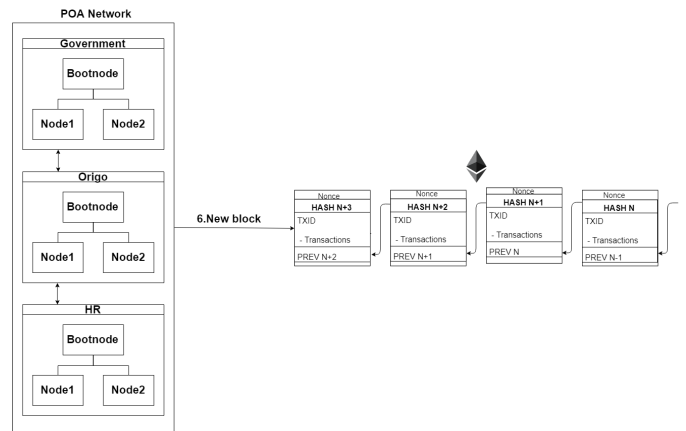 POA Network
Government
Bootnode
Node1
Node2
Origo
Bootnode
Node1
Node2
HR
Bootnode
Node1
Node2
6.New block
Nonce
HASH N+3
TXID
- Transactions
PREV N+2
Nonce
HASH N+2
TXID
- Transactions
PREV N+1
Nonce
HASH N+1
TXID
- Transactions
PREV N
Nonce
HASH N
TXID
- Transactions
PREV N-1